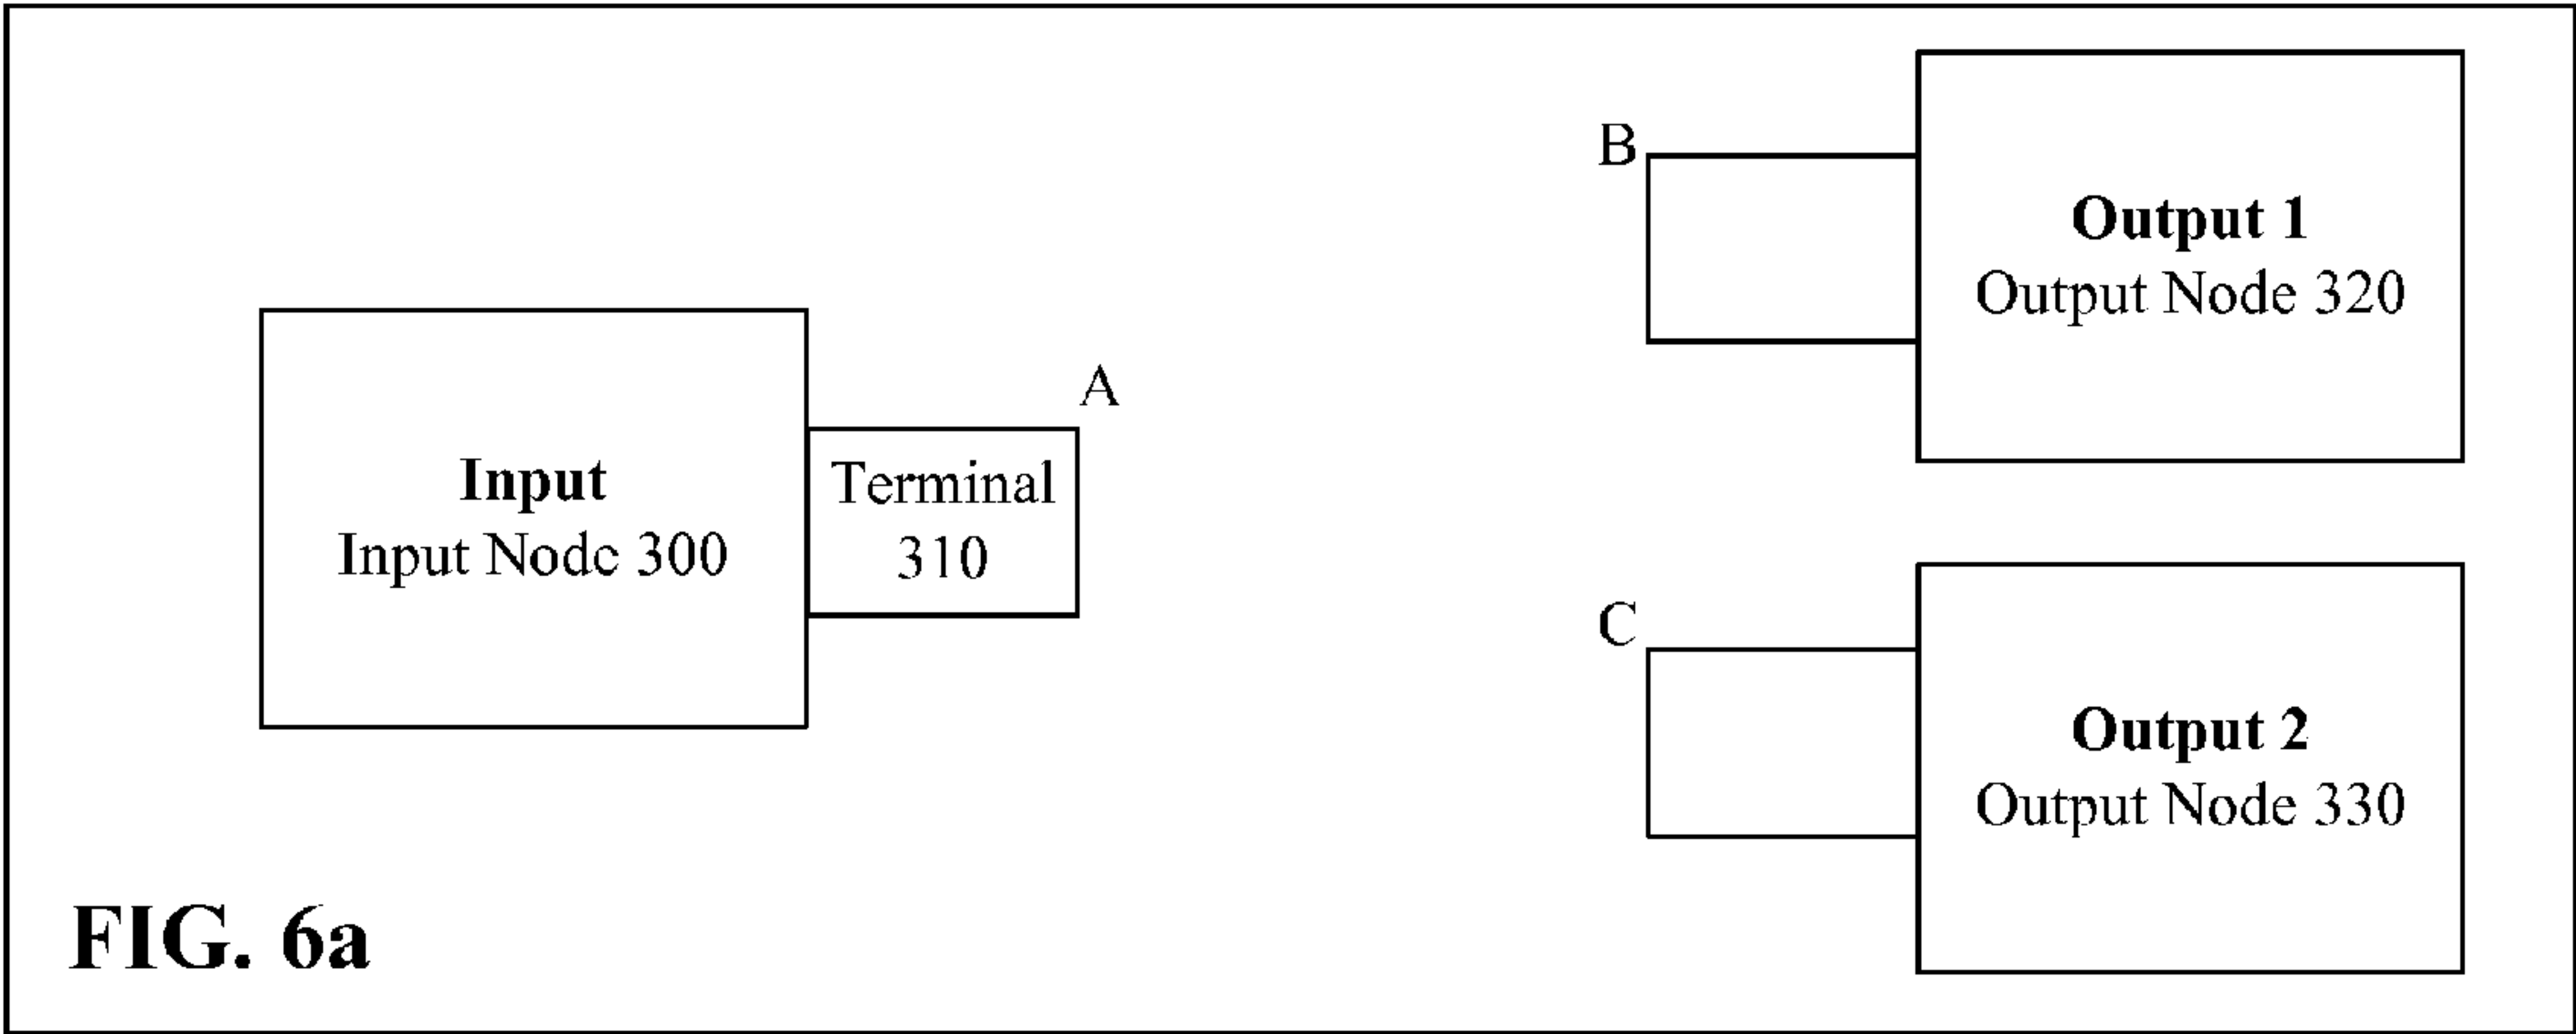 B
Output 1
Output Node 320
A
Input
Input Node 300
Terminal
310
C
Output 2
Output Node 330
FIG. 6a